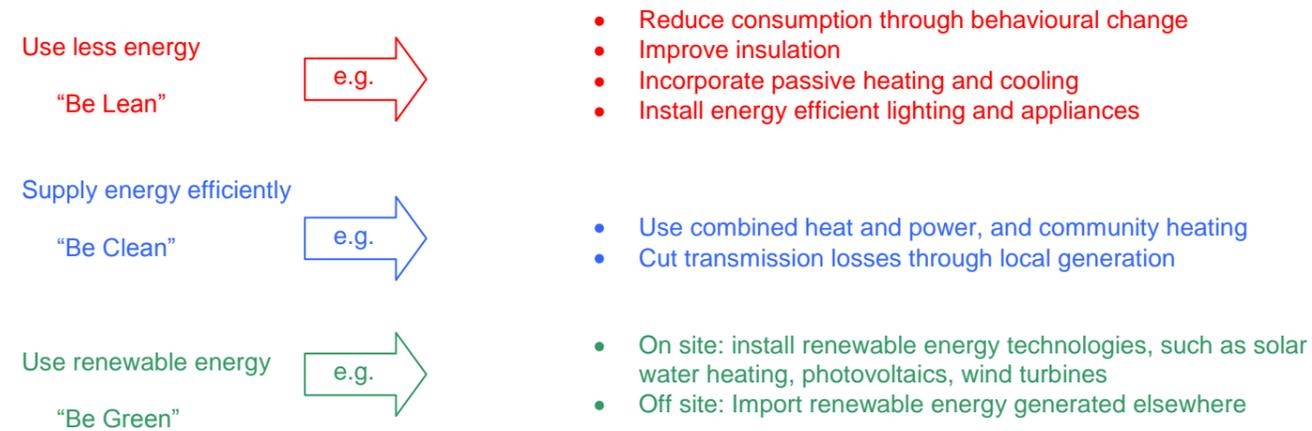 Use less energy
“Be Lean”
e.g.
• Reduce consumption through behavioural change
• Improve insulation
• Incorporate passive heating and cooling
• Install energy efficient lighting and appliances
Supply energy efficiently
“Be Clean”
e.g.
• Use combined heat and power, and community heating
• Cut transmission losses through local generation
Use renewable energy
“Be Green”
e.g.
• On site: install renewable energy technologies, such as solar
water heating, photovoltaics, wind turbines
• Off site: Import renewable energy generated elsewhere